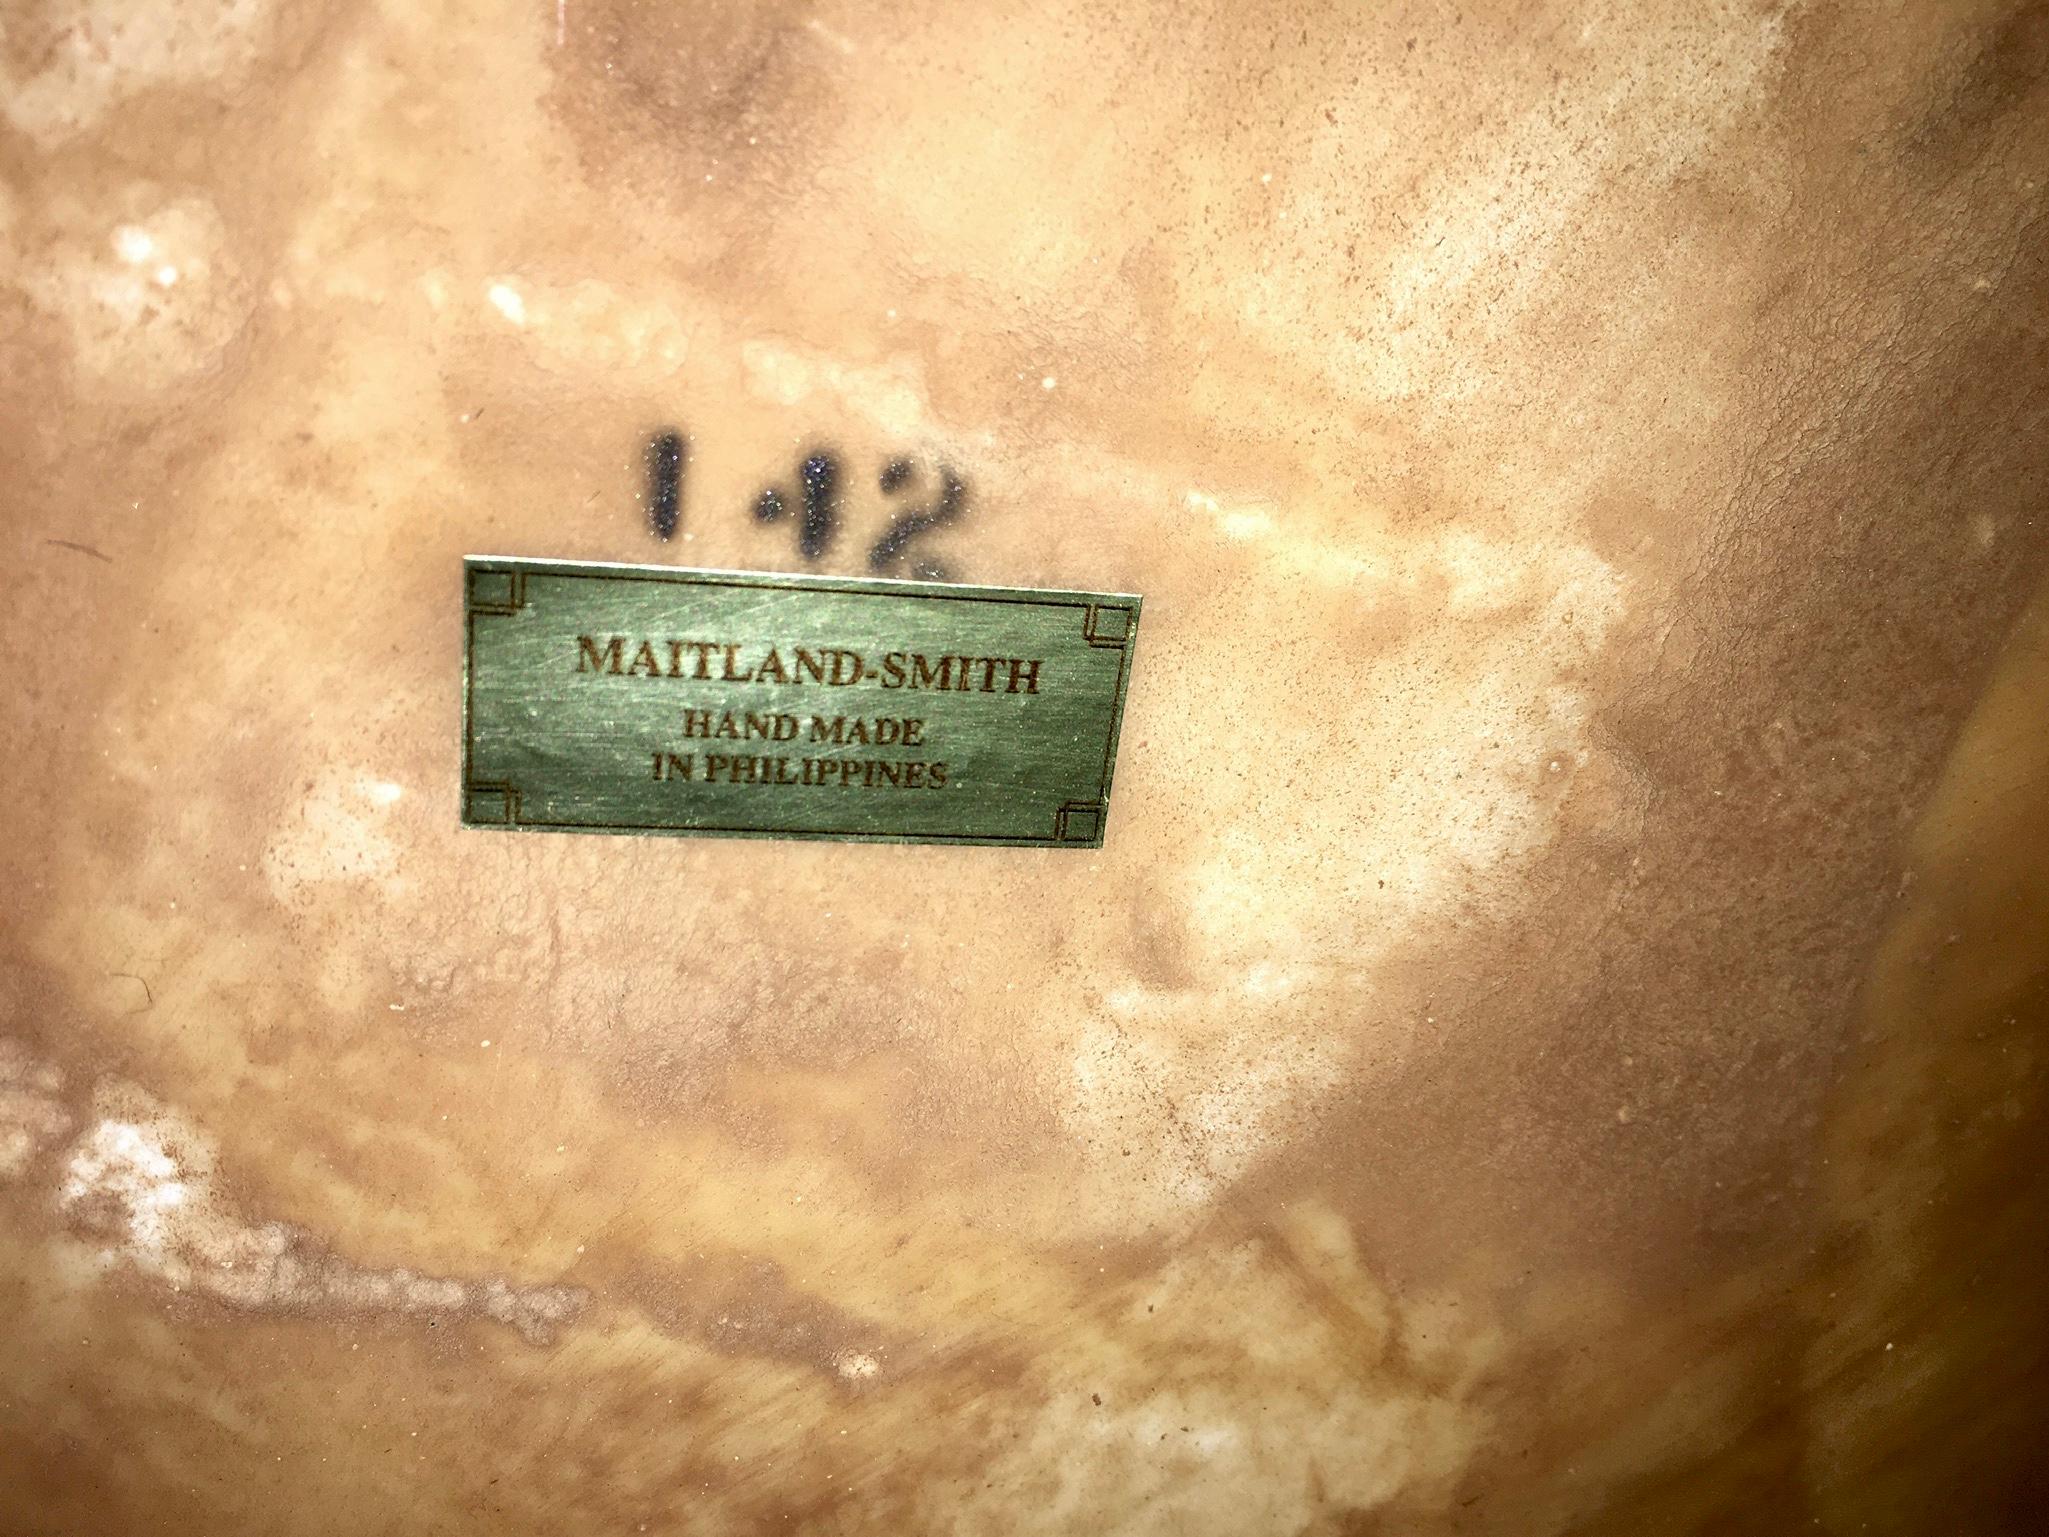 142
MAITLAND-SMITH
HAND MADE
IN PHILIPPINES